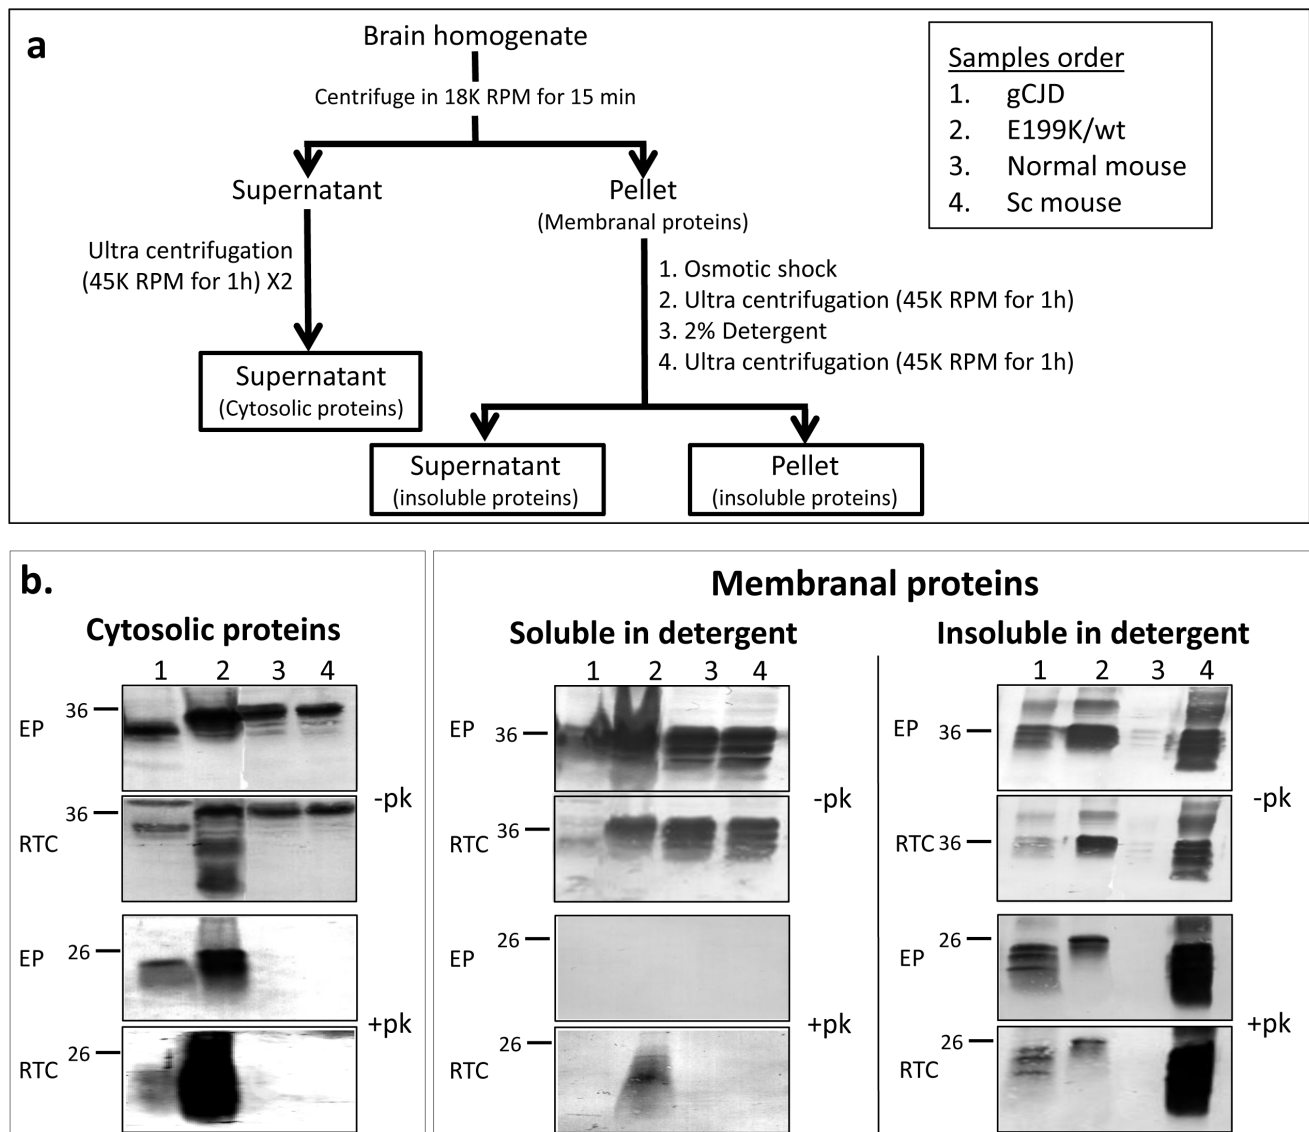 a
Brain homogenate
Centrifuge in 18K RPM for 15 min
Supernatant
Pellet
(Membranal proteins)
Ultra centrifugation
(45K RPM for 1h) X2
1. Osmotic shock
2. Ultra centrifugation (45K RPM for 1h)
3. 2% Detergent
4. Ultra centrifugation (45K RPM for 1h)
Supernatant
(Cytosolic proteins)
Supernatant
(insoluble proteins)
Pellet
(insoluble proteins)
Samples order
1. gCJD
2. E199K/wt
3. Normal mouse
4. Sc mouse
b.
Cytosolic proteins
1 2 3 4
EP 36
-pk
RTC 36
EP 26
+pk
RTC 26
Membranal proteins
Soluble in detergent
1 2 3 4
EP 36
-pk
RTC 36
EP 26
+pk
RTC 26
Insoluble in detergent
1 2 3 4
EP 36
-pk
RTC 36
EP 26
+pk
RTC 26